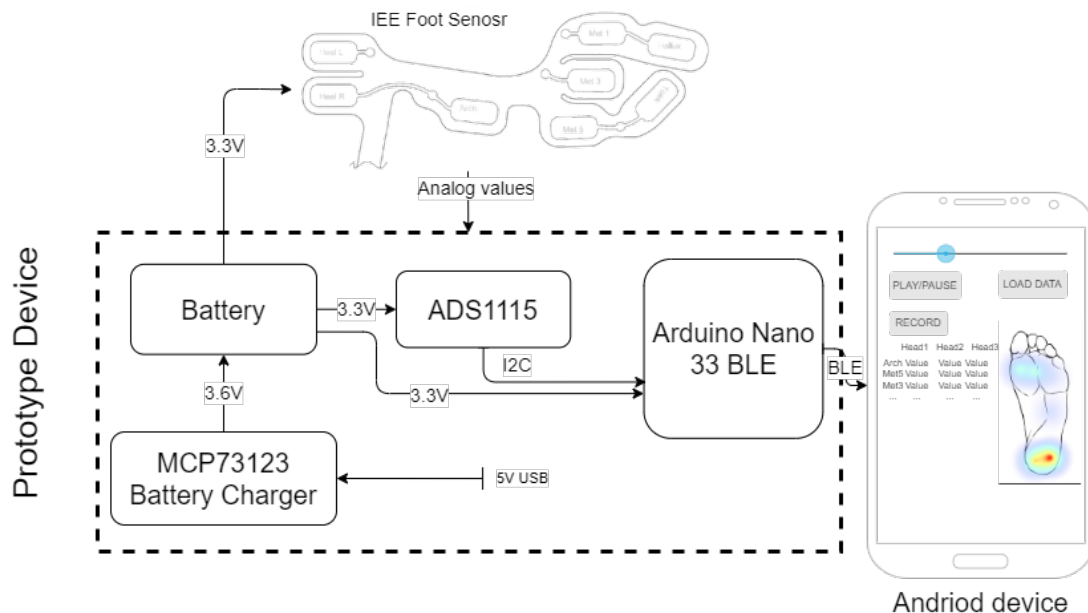 IEE Foot Senosr
Heel L
Heel R
Arch
Met 1
Hallux
Met 3
Met 5
Toes
3.3V
Analog values
Prototype Device
Battery
3.3V
ADS1115
I2C
3.3V
3.6V
MCP73123
Battery Charger
5V USB
Arduino Nano
33 BLE
BLE
PLAY/PAUSE
LOAD DATA
RECORD
Head1 Head2 Head3
Arch Value Value Value
Met5 Value Value Value
Met3 Value Value Value
... ... ... ...
Andriod device